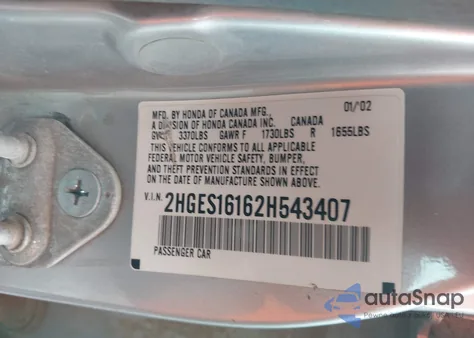 MFD. BY HONDA OF CANADA MFG., 01/02
A DIVISION OF HONDA CANADA INC. CANADA
3370LBS GAWR F 1730LBS R 1655LBS
THIS VEHICLE CONFORMS TO ALL APPLICABLE
FEDERAL MOTOR VEHICLE SAFETY, BUMPER,
AND THEFT PREVENTION STANDARDS IN EFFECT
ON THE DATE OF MANUFACTURE SHOWN ABOVE.
V.I.N. 2HGES16162H543407
PASSENGER CAR
autoSnap